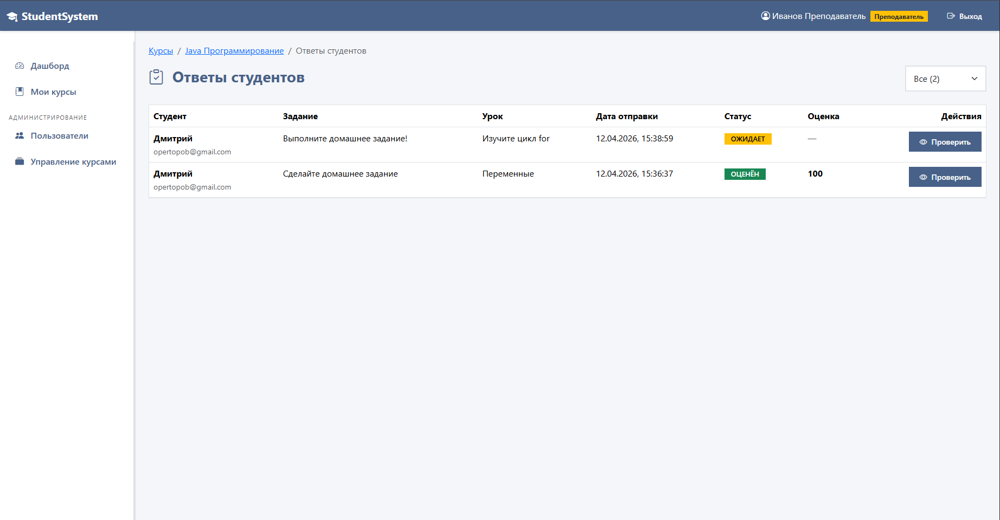 StudentSystem
Иванов Преподаватель Преподаватель Выход
Дашборд
Мои курсы
АДМИНИСТРИРОВАНИЕ
Пользователи
Управление курсами
Курсы / Java Программирование / Ответы студентов
Ответы студентов
Все (2)
Студент Задание Урок Дата отправки Статус Оценка Действия
Дмитрий Выполните домашнее задание! Изучите цикл for 12.04.2026, 15:38:59 ОЖИДАЕТ — Проверить
opertopob@gmail.com
Дмитрий Сделайте домашнее задание Переменные 12.04.2026, 15:36:37 ОЦЕНЁН 100 Проверить
opertopob@gmail.com